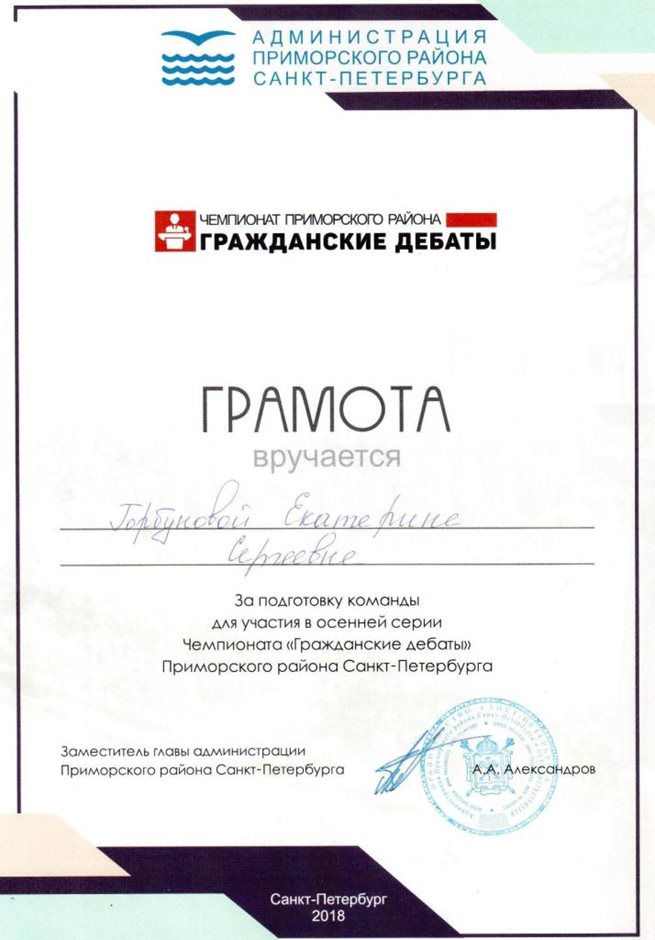 АДМИНИСТРАЦИЯ
ПРИМОРСКОГО РАЙОНА
САНКТ-ПЕТЕРБУРГА
ЧЕМПИОНАТ ПРИМОРСКОГО РАЙОНА
ГРАЖДАНСКИЕ ДЕБАТЫ
ГРАМОТА
вручается
Горбуновой Екатерине
Сергеевне
За подготовку команды
для участия в осенней серии
Чемпионата «Гражданские дебаты»
Приморского района Санкт-Петербурга
Заместитель главы администрации
Приморского района Санкт-Петербурга
А.А. Александров
Санкт-Петербург
2018